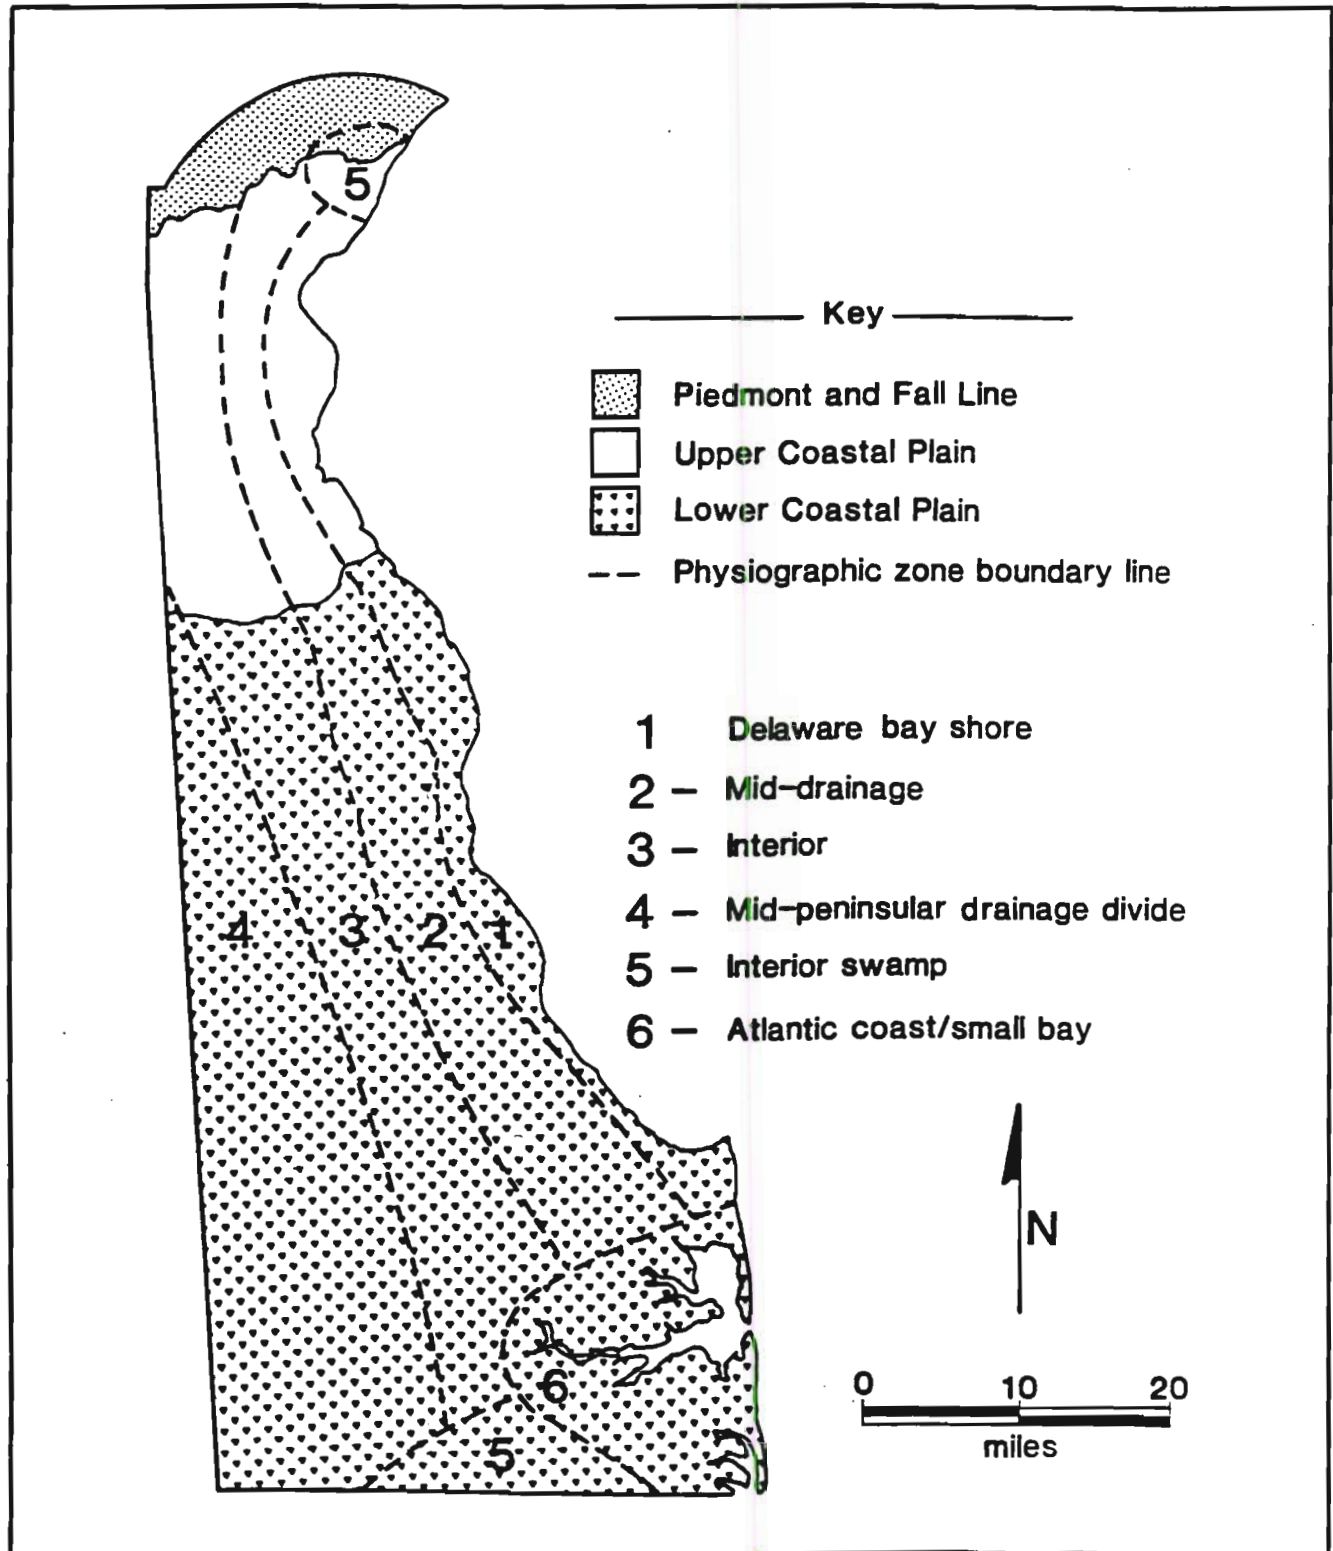 5
Key
Piedmont and Fall Line
Upper Coastal Plain
Lower Coastal Plain
-- Physiographic zone boundary line
1 Delaware bay shore
2 – Mid-drainage
3 – Interior
4 – Mid-peninsular drainage divide
5 – Interior swamp
6 – Atlantic coast/small bay
4 3 2 1
N
6
5
0 10 20
miles